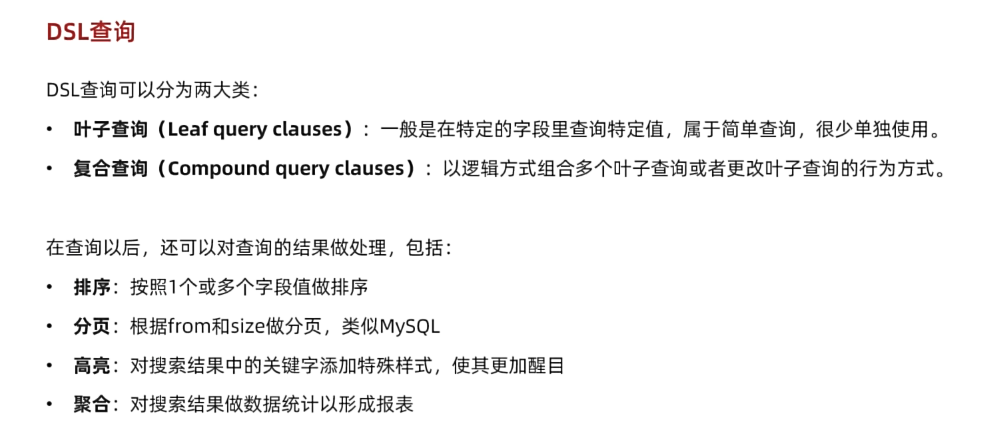 DSL查询
DSL查询可以分为两大类：
• 叶子查询（Leaf query clauses）：一般是在特定的字段里查询特定值，属于简单查询，很少单独使用。
• 复合查询（Compound query clauses）：以逻辑方式组合多个叶子查询或者更改叶子查询的行为方式。
在查询以后，还可以对查询的结果做处理，包括：
• 排序：按照1个或多个字段值做排序
• 分页：根据from和size做分页，类似MySQL
• 高亮：对搜索结果中的关键字添加特殊样式，使其更加醒目
• 聚合：对搜索结果做数据统计以形成报表